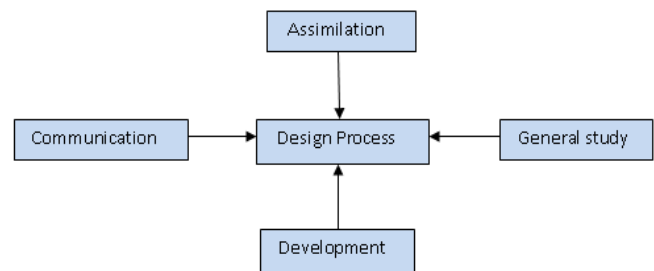 Assimilation
Communication
Design Process
General study
Development